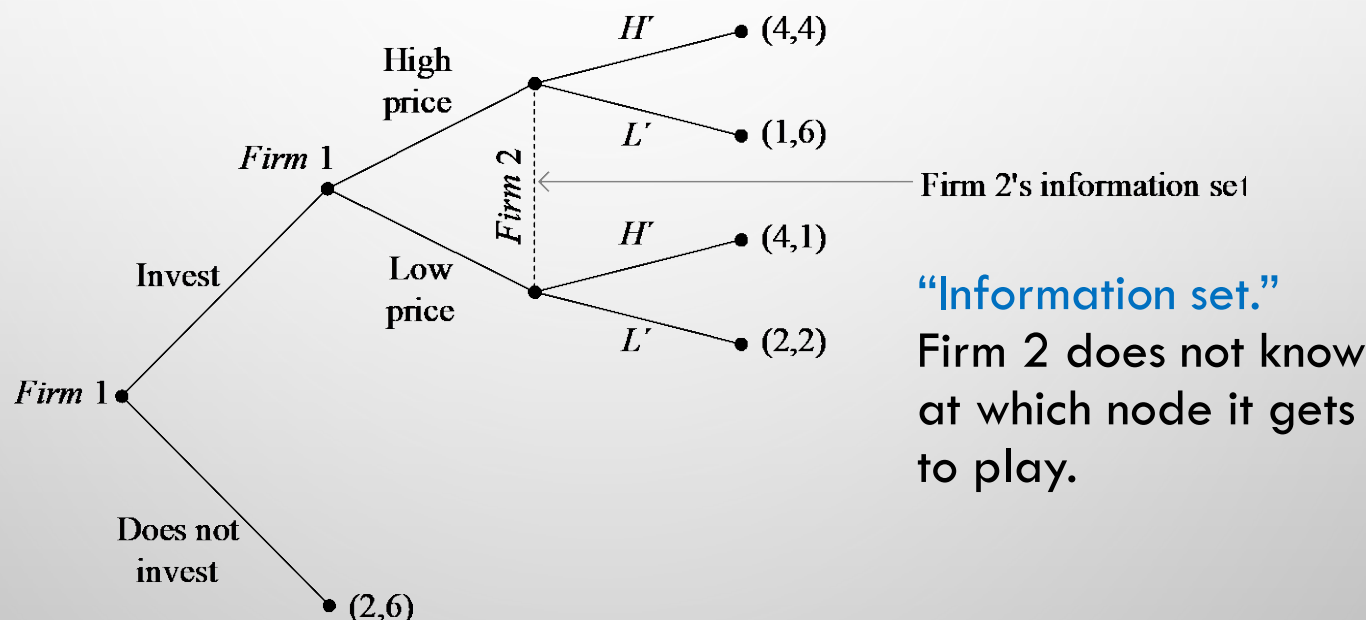 H′
(4,4)
High
price
L′
(1,6)
Firm 1
Firm 2
Firm 2's information set
H′
(4,1)
Invest
Low
price
“Information set.”
L′
(2,2)
Firm 2 does not know
at which node it gets
to play.
Firm 1
Does not
invest
(2,6)